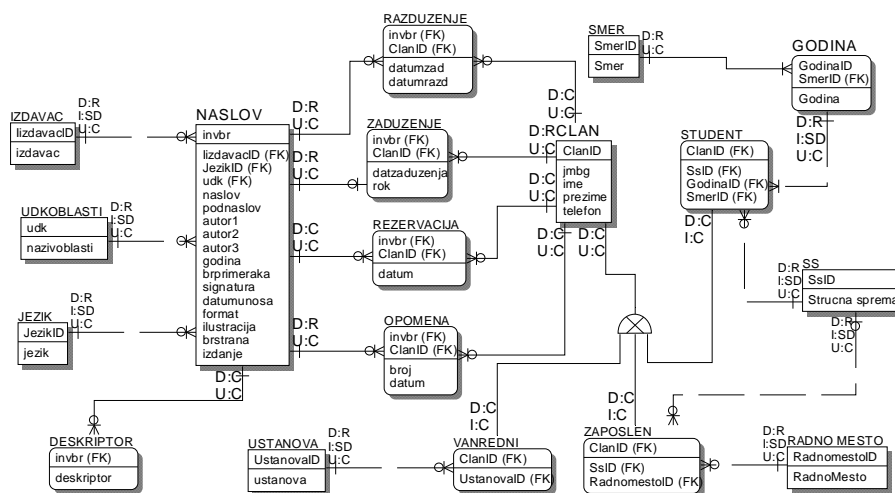 RAZDUZENJE
invbr (FK)
ClanID (FK)
datumzad
datumrazd
SMER
SmerID
Smer
D:R
U:C
GODINA
GodinaID
SmerID (FK)
Godina
D:R
I:SD
U:C
IZDAVAC
IizdavacID
izdavac
D:R
I:SD
U:C
NASLOV
invbr
IizdavacID (FK)
JezikID (FK)
udk (FK)
naslov
podnaslov
autor1
autor2
autor3
godina
brprimeraka
signatura
datumunosa
format
ilustracija
brstrana
izdanje
D:R
U:C
D:R
U:C
D:C
U:C
D:R
U:C
D:C
U:C
ZADUZENJE
invbr (FK)
ClanID (FK)
datzaduzenja
rok
D:C
U:C
D:R
U:C
D:C
U:C
D:C
U:C
D:C
U:C
CLAN
ClanID
jmbg
ime
prezime
telefon
STUDENT
ClanID (FK)
SsID (FK)
GodinaID (FK)
SmerID (FK)
D:C
I:C
UDKOBLASTI
udk
nazivoblasti
D:R
I:SD
U:C
REZERVACIJA
invbr (FK)
ClanID (FK)
datum
SS
SsID
Strucna sprema
D:R
I:SD
U:C
D:R
I:SD
U:C
JEZIK
JezikID
jezik
D:R
I:SD
U:C
OPOMENA
invbr (FK)
ClanID (FK)
broj
datum
DESKRIPTOR
invbr (FK)
deskriptor
USTANOVA
UstanovaID
ustanova
D:R
I:SD
U:C
D:C
I:C
VANREDNI
ClanID (FK)
UstanovaID (FK)
D:C
I:C
ZAPOSLEN
ClanID (FK)
SsID (FK)
RadnomestoID (FK)
D:R
I:SD
U:C
RADNO MESTO
RadnomestoID
RadnoMesto